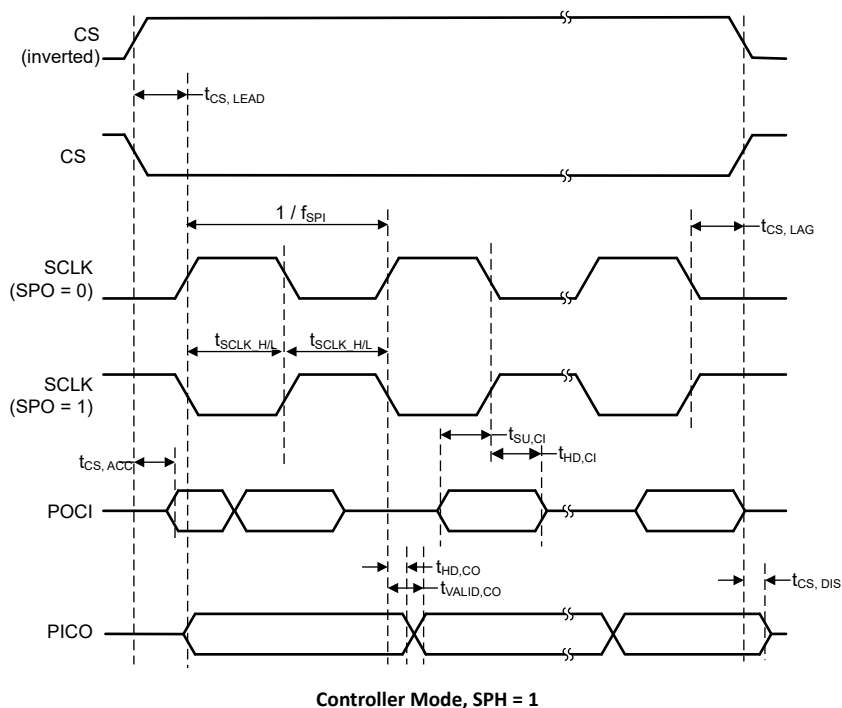 CS
(inverted)
tCS, LEAD
CS
1 / fSPI
tCS, LAG
SCLK
(SPO = 0)
tSCLK_H/L
tSCLK_H/L
SCLK
(SPO = 1)
tSU,CI
tHD,CI
tCS, ACC
POCI
tHD,CO
tVALID,CO
tCS, DIS
PICO
Controller Mode, SPH = 1